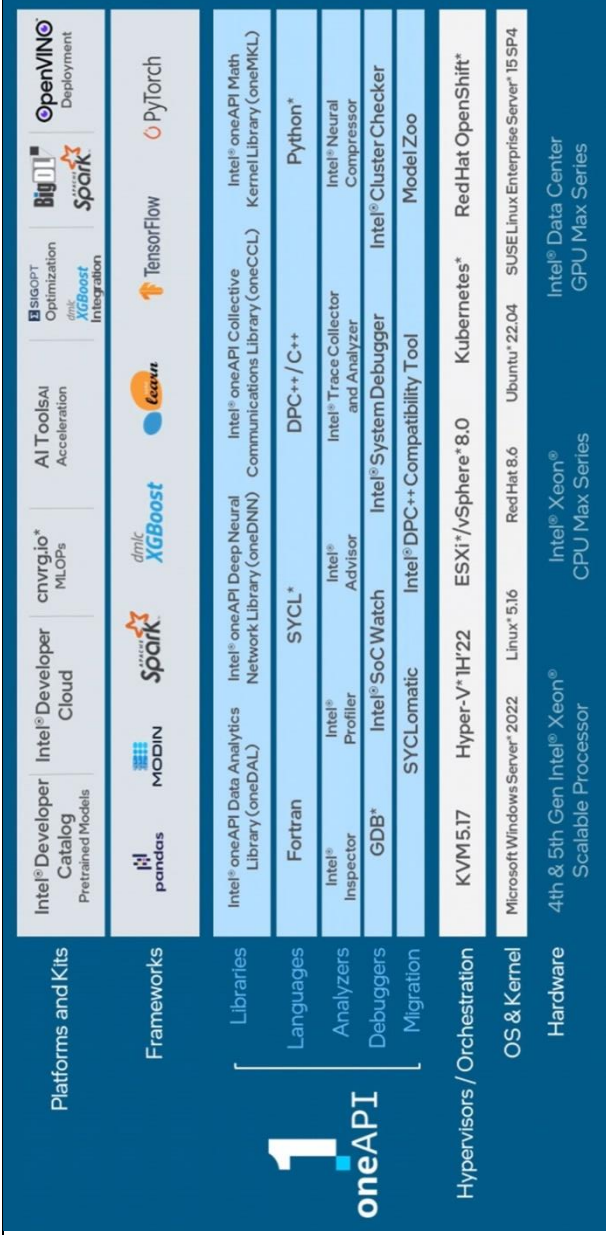 Platforms and Kits
Intel® Developer
Catalog
Pretrained Models
Intel® Developer
Cloud
cnvrg.io*
MLOPs
AI ToolsAI
Acceleration
SIGOPT
Optimization
dmlc
XGBoost
Integration
BigDL
APACHE
Spark
OpenVINO
Deployment
Frameworks
pandas
MODIN
APACHE
Spark
dmlc
XGBoost
learn
TensorFlow
PyTorch
oneAPI
Libraries
Intel® oneAPI Data Analytics
Library (oneDAL)
Intel® oneAPI Deep Neural
Network Library (oneDNN)
Intel® oneAPI Collective
Communications Library (oneCCL)
Intel® oneAPI Math
Kernel Library (oneMKL)
Languages
Fortran
SYCL*
DPC++ / C++
Python*
Analyzers
Intel®
Inspector
Intel®
Profiler
Intel®
Advisor
Intel® Trace Collector
and Analyzer
Intel® Neural
Compressor
Debuggers
GDB*
Intel® SoC Watch
Intel® System Debugger
Intel® Cluster Checker
Migration
SYCLomatic
Intel® DPC++ Compatibility Tool
Model Zoo
Hypervisors / Orchestration
KVM 5.17
Hyper-V* 1H'22
ESXi*/vSphere* 8.0
Kubernetes*
Red Hat OpenShift*
OS & Kernel
Microsoft Windows Server* 2022
Linux* 5.16
Red Hat 8.6
Ubuntu* 22.04
SUSE Linux Enterprise Server* 15 SP4
Hardware
4th & 5th Gen Intel® Xeon®
Scalable Processor
Intel® Xeon®
CPU Max Series
Intel® Data Center
GPU Max Series